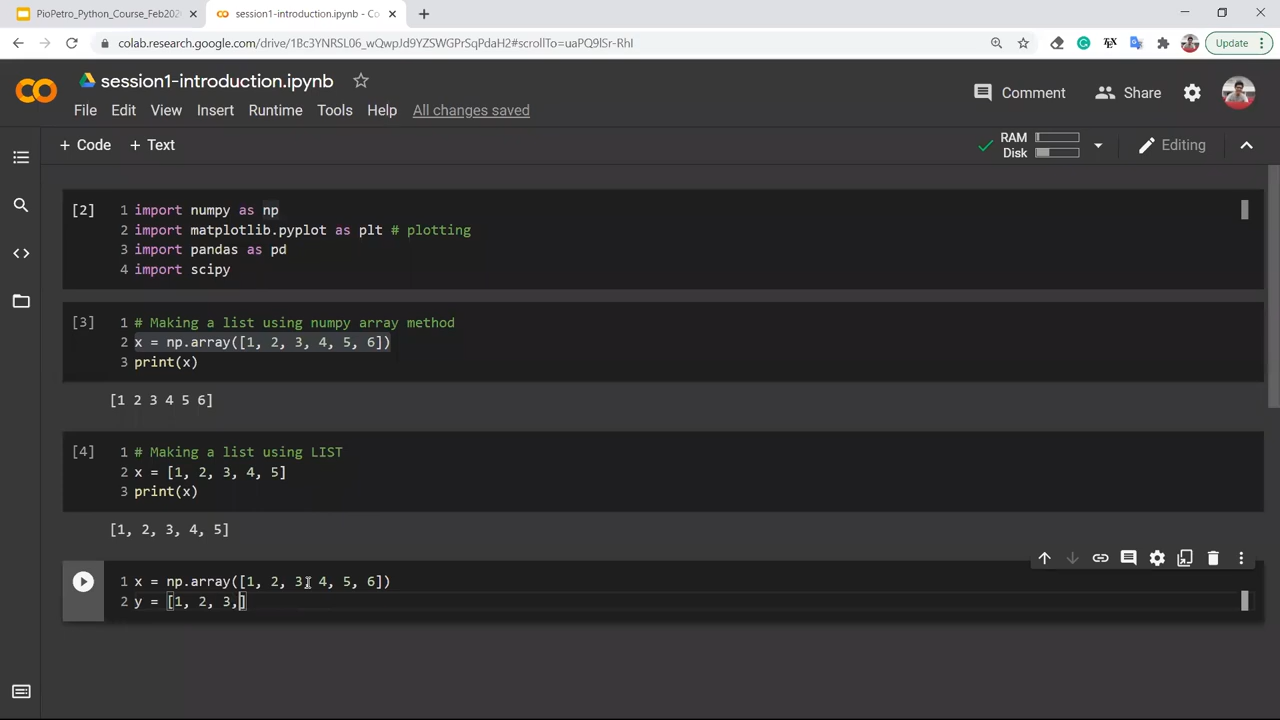 PioPetro_Python_Course_Feb202
session1-introduction.ipynb - Co
colab.research.google.com/drive/1Bc3YNRSL06_wQwpJd9YZSWGPrSqPdaH2#scrollTo=uaPQ9lSr-RhI
Update
session1-introduction.ipynb
File Edit View Insert Runtime Tools Help All changes saved
Comment Share
+ Code + Text
RAM
Disk
Editing
[2] 1 import numpy as np
2 import matplotlib.pyplot as plt # plotting
3 import pandas as pd
4 import scipy
[3] 1 # Making a list using numpy array method
2 x = np.array([1, 2, 3, 4, 5, 6])
3 print(x)
[1 2 3 4 5 6]
[4] 1 # Making a list using LIST
2 x = [1, 2, 3, 4, 5]
3 print(x)
[1, 2, 3, 4, 5]
1 x = np.array([1, 2, 3, 4, 5, 6])
2 y = [1, 2, 3,]